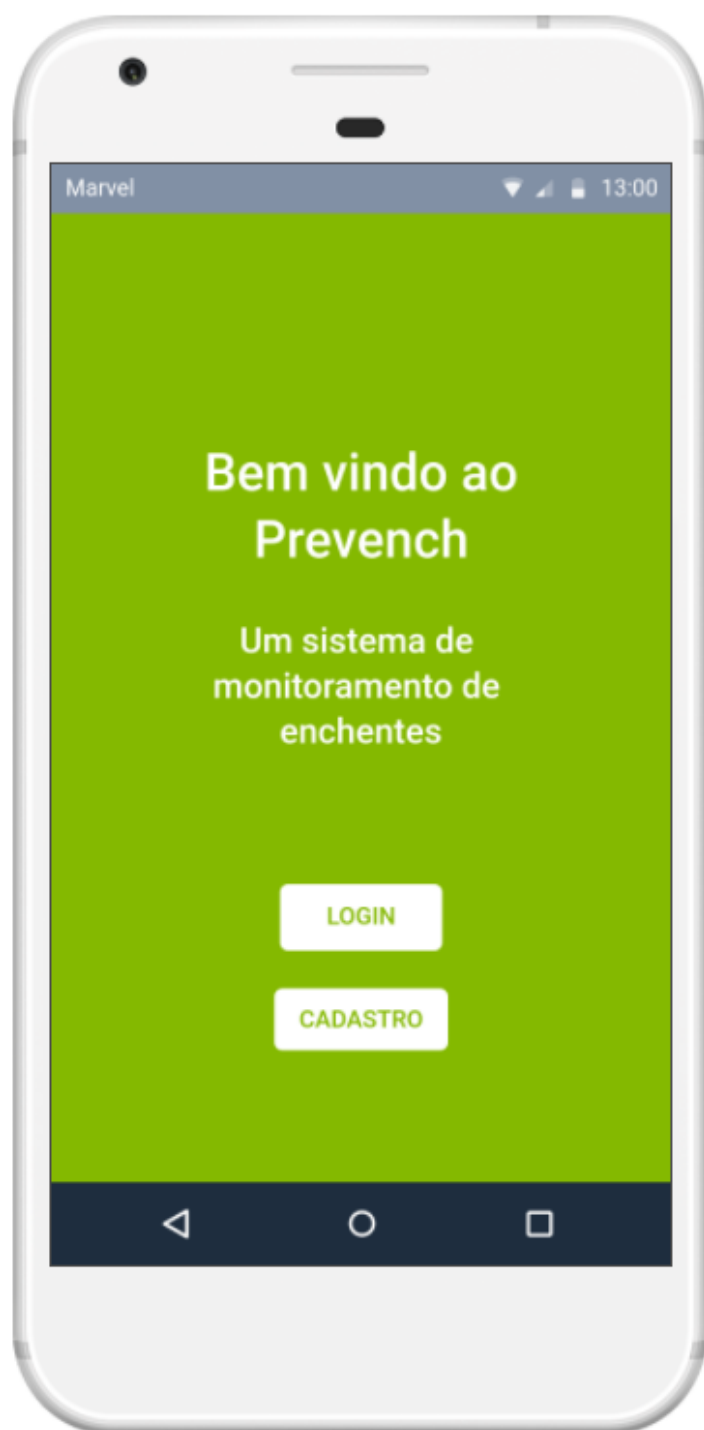 Marvel 13:00
Bem vindo ao
Prevench
Um sistema de
monitoramento de
enchentes
LOGIN
CADASTRO